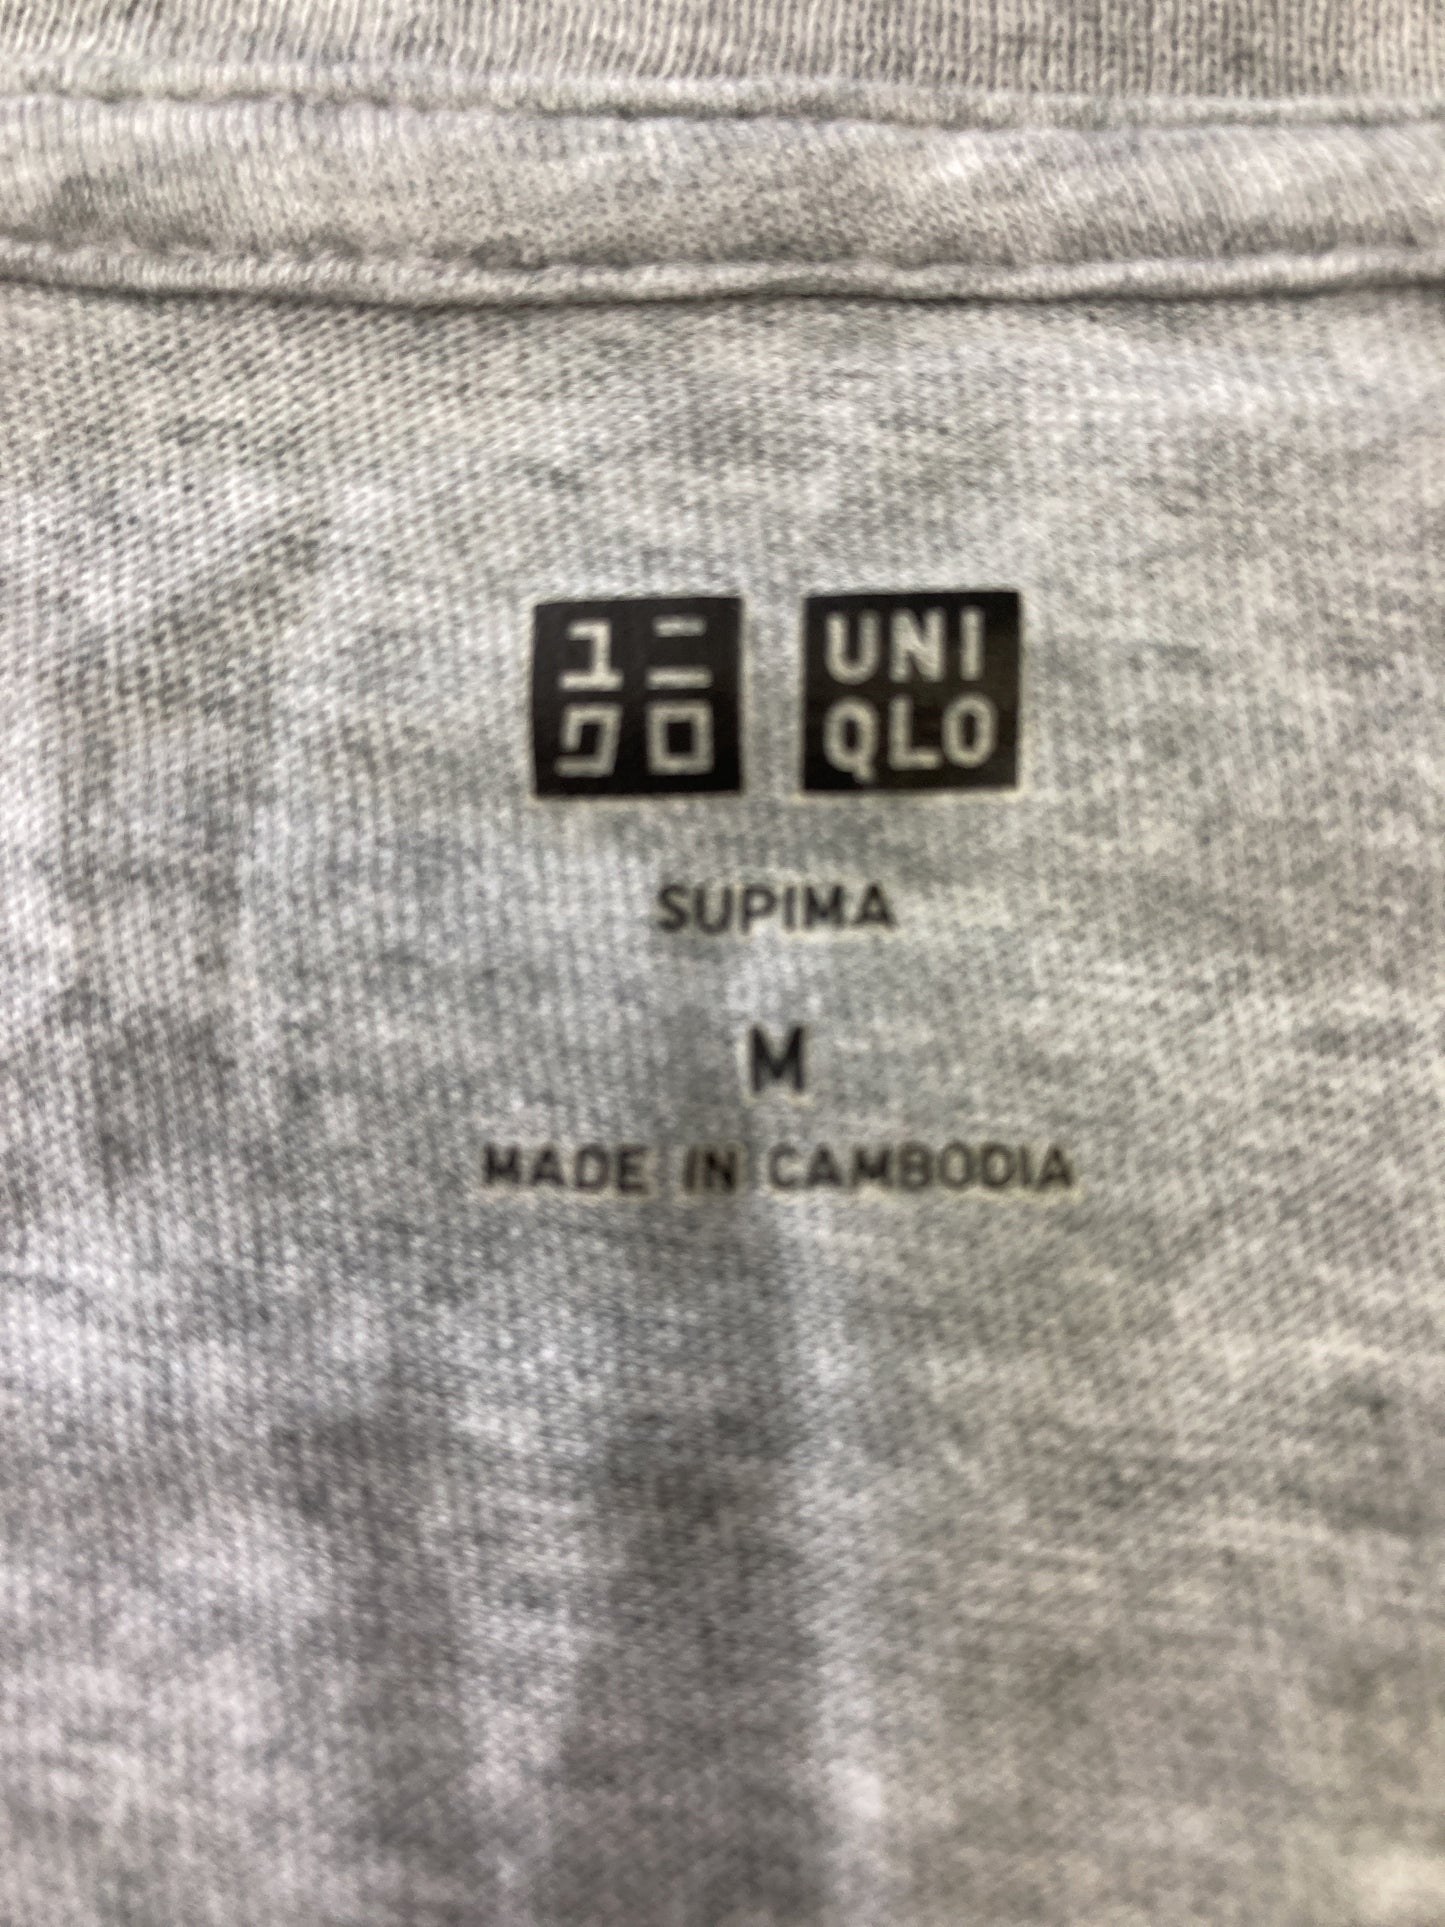 ユニ UNI
クロ QLO
SUPIMA
M
MADE IN CAMBODIA